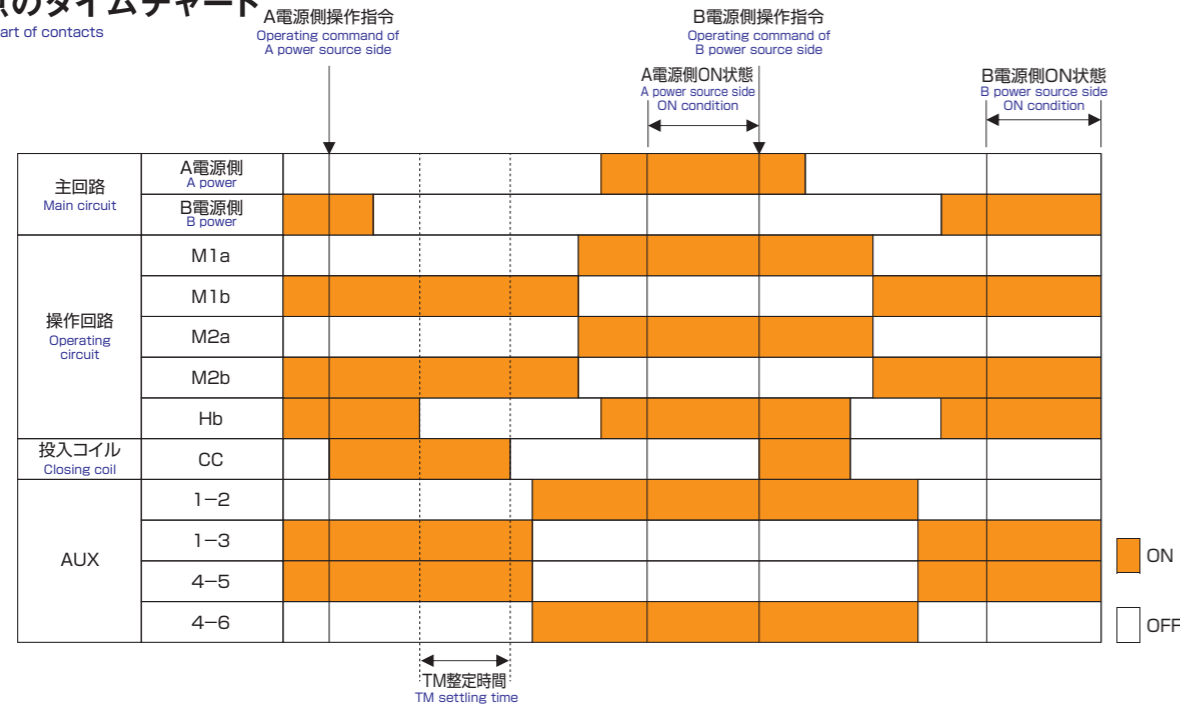 点のタイムチャート
art of contacts
A電源側操作指令
Operating command of
A power source side
B電源側操作指令
Operating command of
B power source side
A電源側ON状態
A power source side
ON condition
B電源側ON状態
B power source side
ON condition
主回路
Main circuit
A電源側
A power
B電源側
B power
操作回路
Operating
circuit
M1a
M1b
M2a
M2b
Hb
投入コイル
Closing coil
CC
AUX
1−2
1−3
4−5
4−6
ON
OFF
TM整定時間
TM settling time